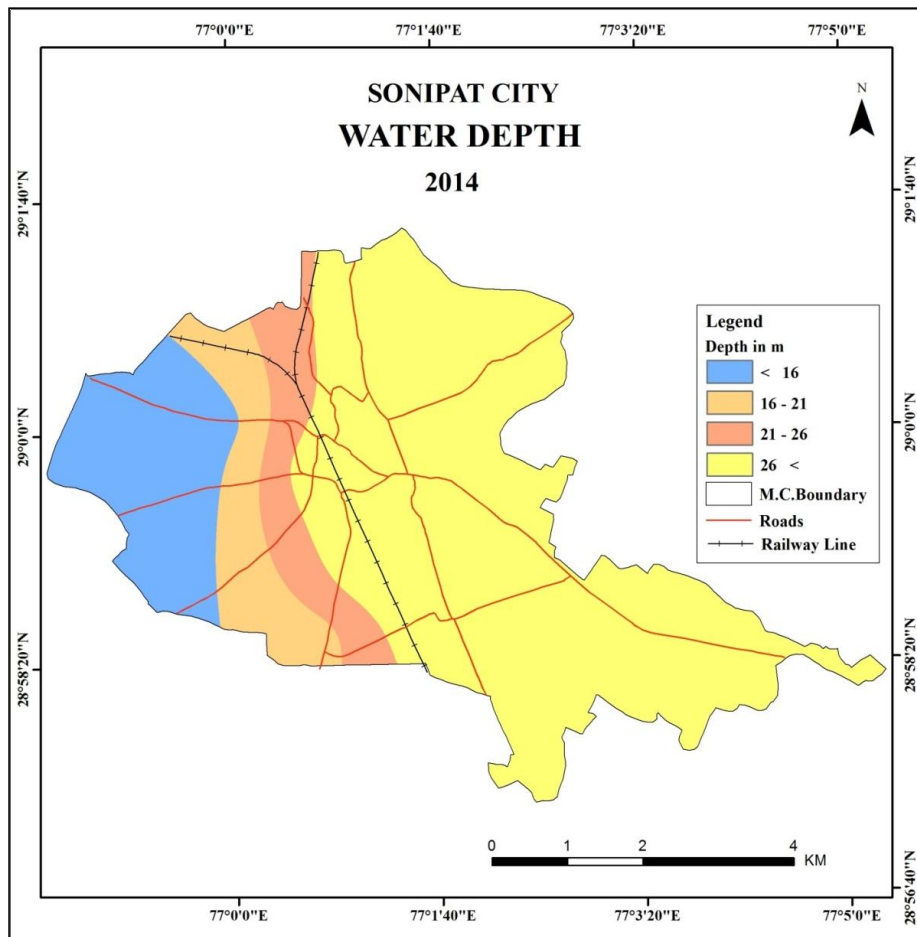 77°0'0"E 77°1'40"E 77°3'20"E 77°5'0"E
SONIPAT CITY
WATER DEPTH
2014
N
29°1'40"N 29°1'40"N
Legend
Depth in m
< 16
16 - 21
21 - 26
26 <
M.C.Boundary
Roads
Railway Line
29°0'0"N 29°0'0"N
28°58'20"N 28°58'20"N
0 1 2 4
KM
28°56'40"N
77°0'0"E 77°1'40"E 77°3'20"E 77°5'0"E